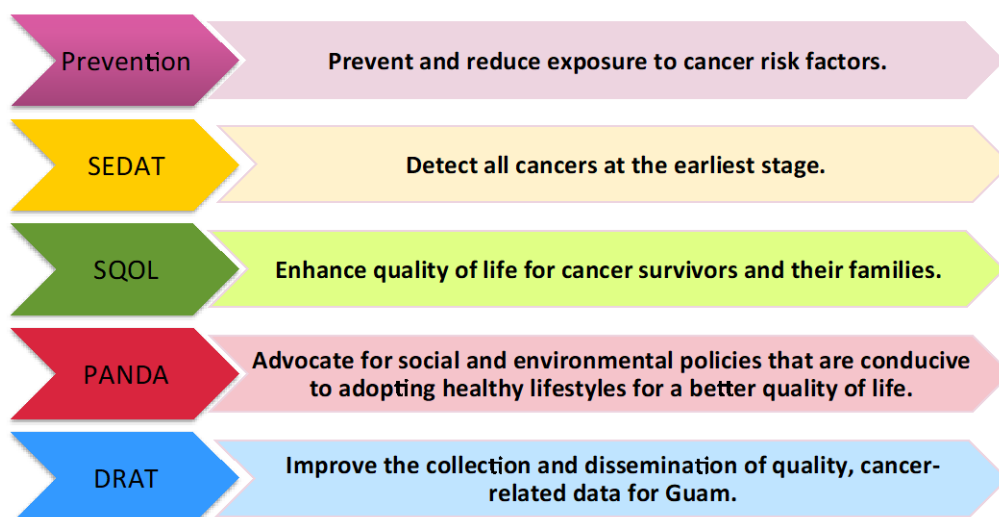 Prevention
Prevent and reduce exposure to cancer risk factors.
SEDAT
Detect all cancers at the earliest stage.
SQOL
Enhance quality of life for cancer survivors and their families.
PANDA
Advocate for social and environmental policies that are conducive
to adopting healthy lifestyles for a better quality of life.
DRAT
Improve the collection and dissemination of quality, cancer-
related data for Guam.